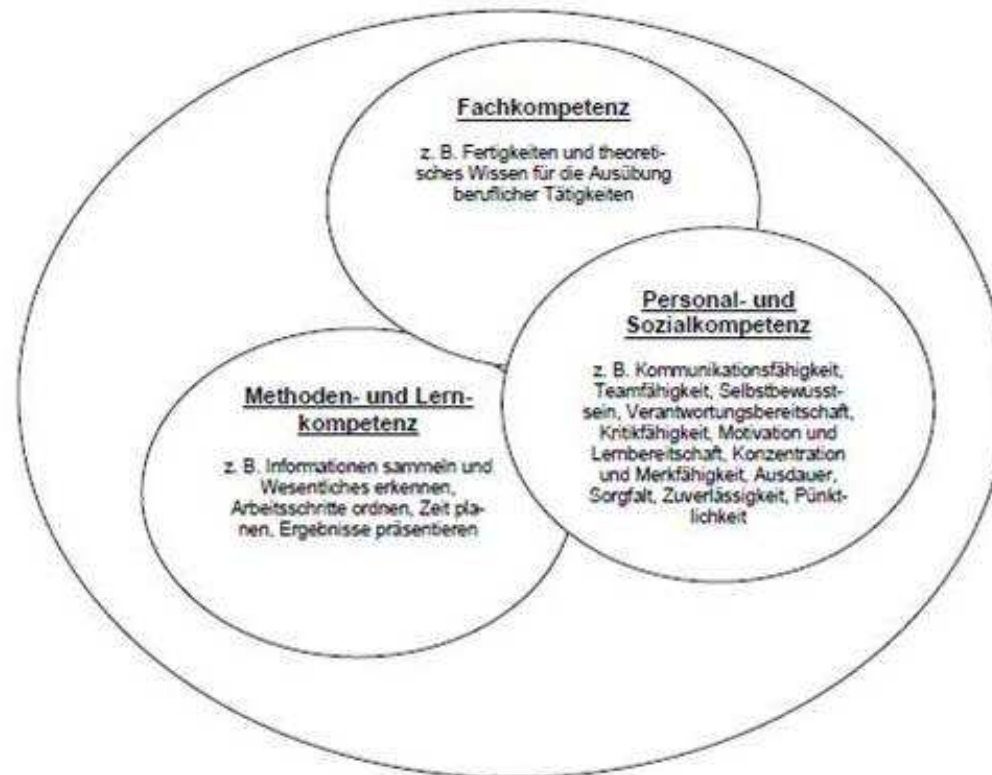 Fachkompetenz
z. B. Fertigkeiten und theoreti-
sches Wissen für die Ausübung
beruflicher Tätigkeiten
Personal- und
Sozialkompetenz
z. B. Kommunikationsfähigkeit,
Teamfähigkeit, Selbstbewusst-
sein, Verantwortungsbereitschaft,
Kritikfähigkeit, Motivation und
Lernbereitschaft, Konzentration
und Merkfähigkeit, Ausdauer,
Sorgfalt, Zuverlässigkeit, Pünkt-
lichkeit
Methoden- und Lern-
kompetenz
z. B. Informationen sammeln und
Wesentliches erkennen,
Arbeitsschritte ordnen, Zeit pla-
nen, Ergebnisse präsentieren